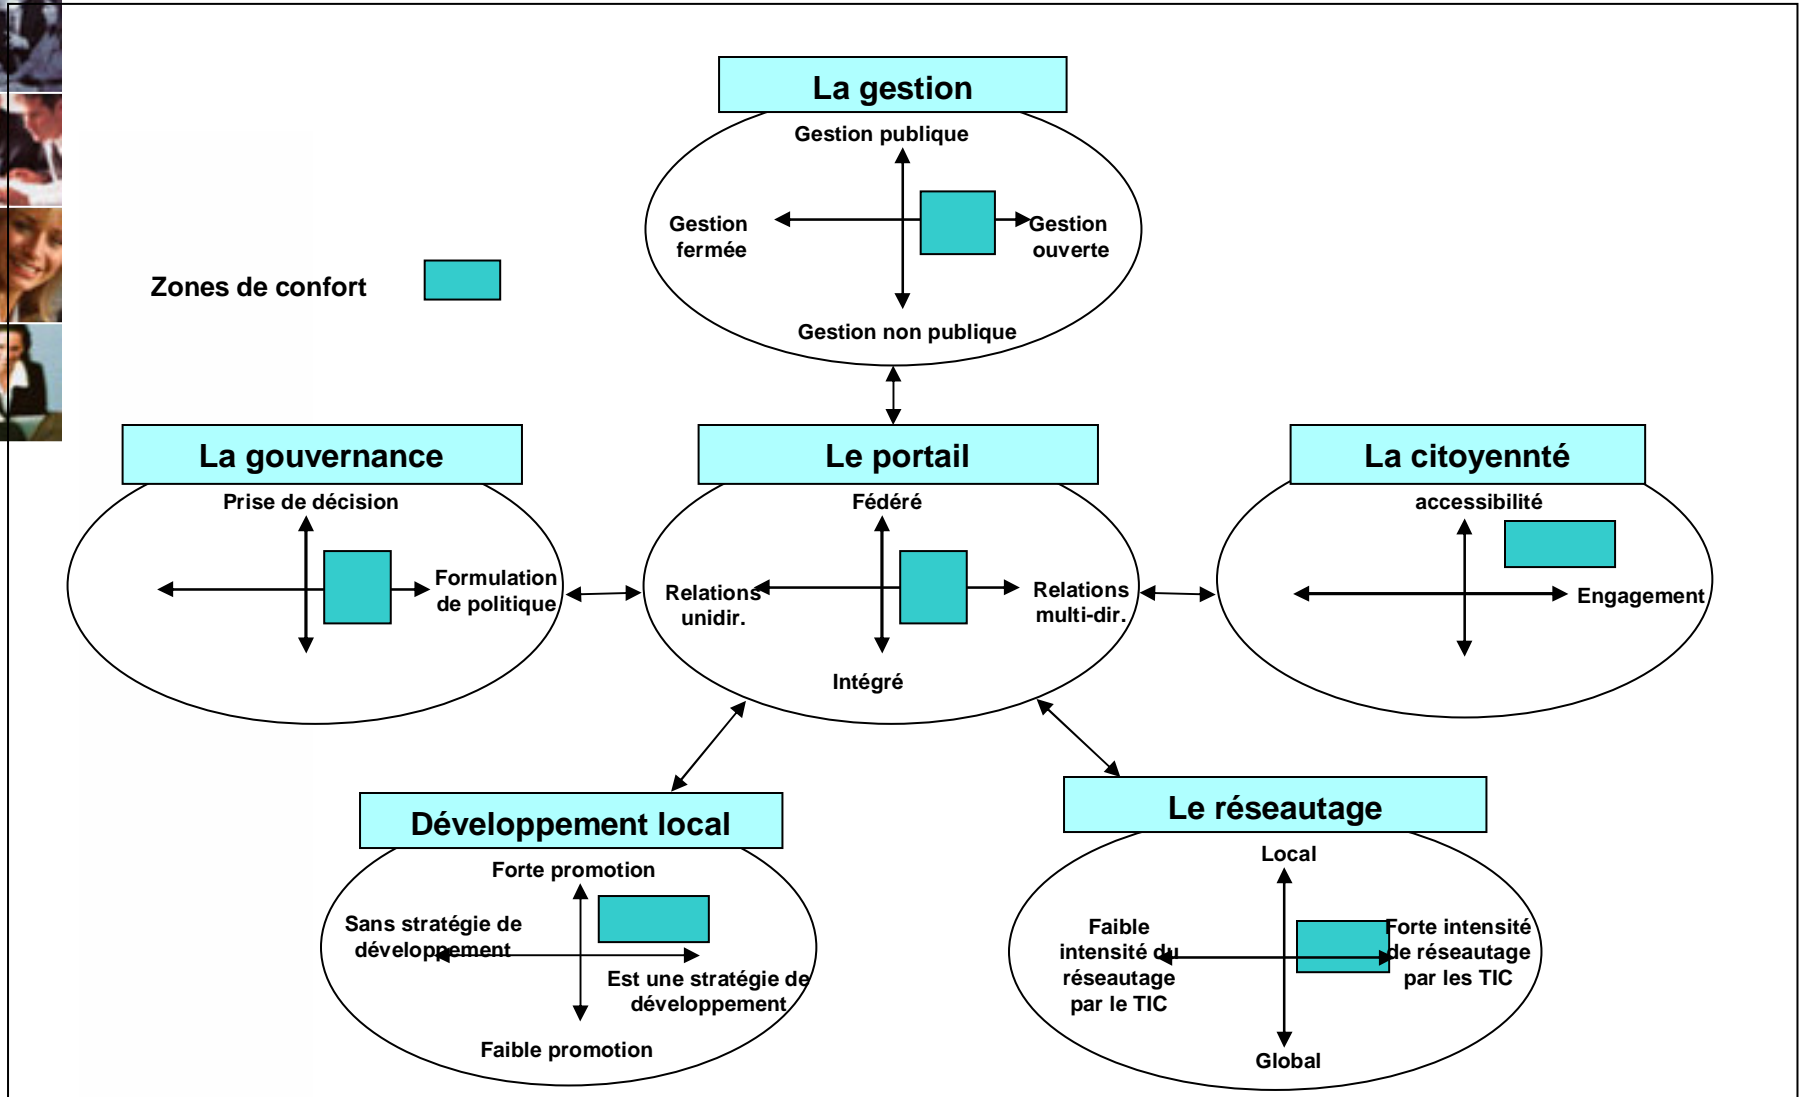 La gestion
Gestion publique
Gestion
fermée
Gestion
ouverte
Gestion non publique
Zones de confort
La gouvernance
Prise de décision
Formulation
de politique
Le portail
Fédéré
Relations
unidir.
Relations
multi-dir.
Intégré
La citoyennté
accessibilité
Engagement
Développement local
Forte promotion
Sans stratégie de
développement
Est une stratégie de
développement
Faible promotion
Le réseautage
Local
Faible
intensité du
réseautage
par le TIC
Forte intensité
de réseautage
par les TIC
Global